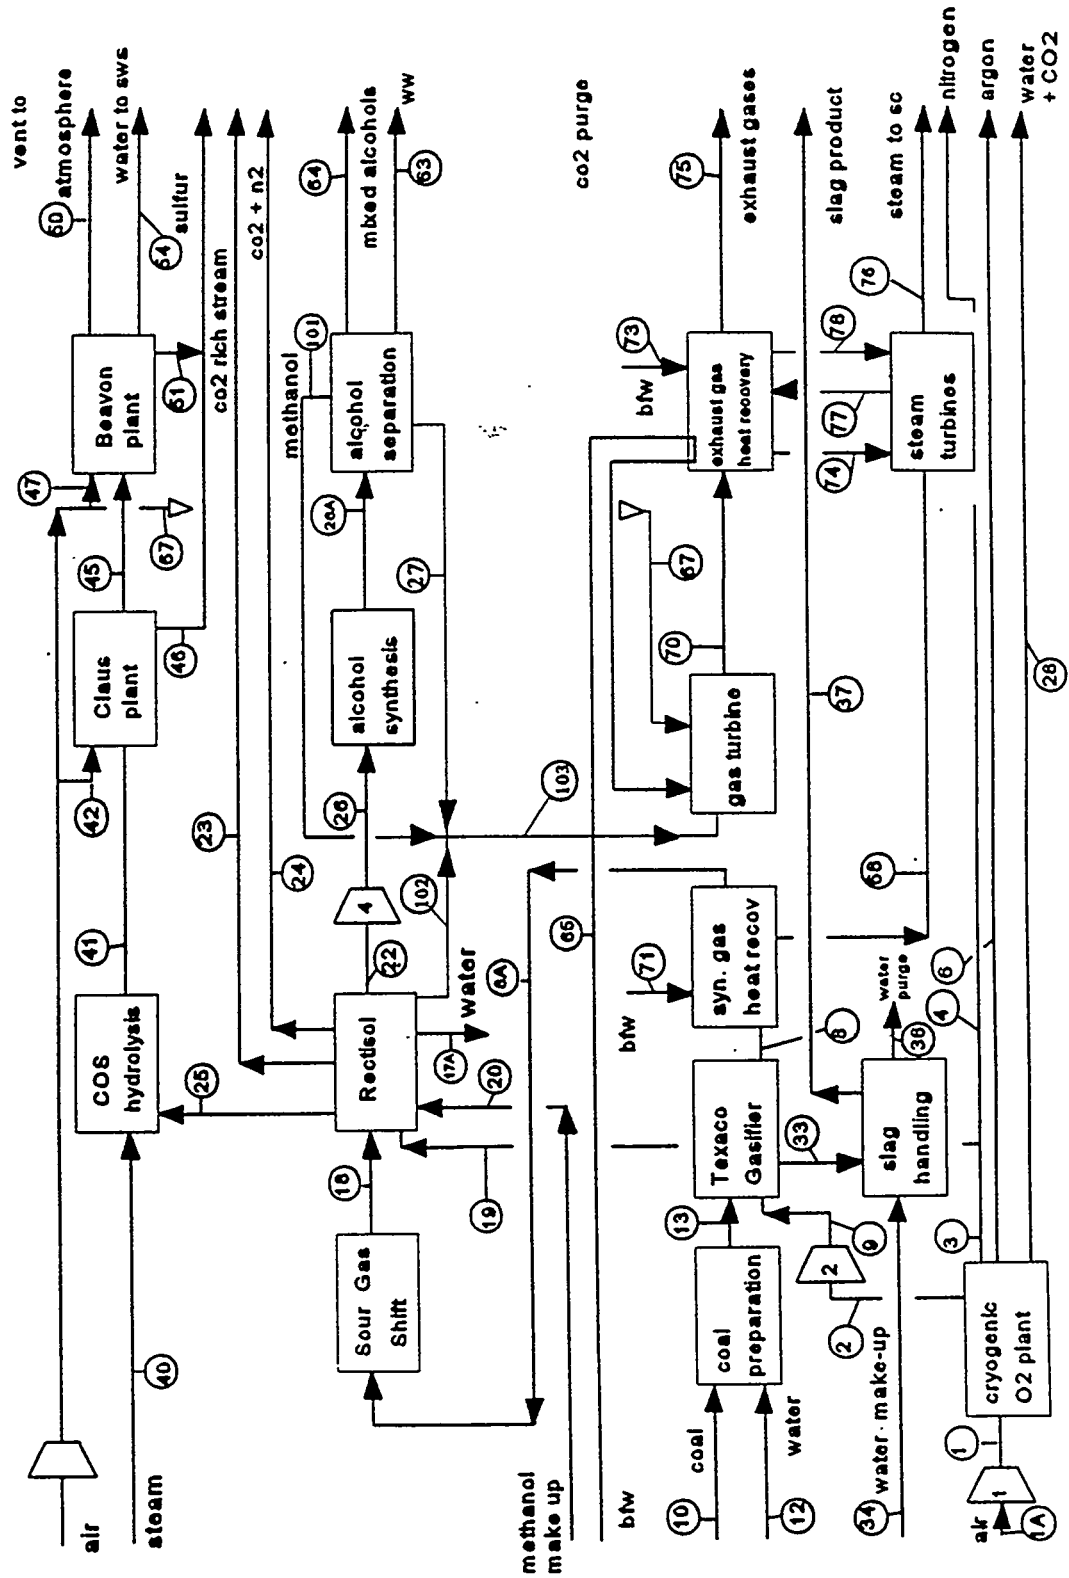 vent to
atmosphere
50
water to sws
54
sulfur
47
Beavon
plant
51
67
45
Claus
plant
46
42
41
COS
hydrolysis
25
40
air
steam
co2 rich stream
co2 + n2
23
24
64
mixed alcohols
ww
63
101
methanol
alcohol
separation
26A
27
alcohol
synthesis
26
103
4
102
22
Rectisol
17A
water
20
19
18
Sour Gas
Shift
6A
methanol
make up
co2 purge
75
exhaust gases
73
bfw
exhaust gas
heat recovery
67
70
gas turbine
65
71
bfw
syn. gas
heat recov
8
Texaco
Gasifier
13
33
9
2
2
coal
preparation
coal
water
bfw
10
12
slag product
steam to sc
nitrogen
argon
water
+ CO2
76
78
77
74
steam
turbines
37
68
28
water
purge
36
slag
handling
6
4
3
34
water - make-up
cryogenic
O2 plant
1
1
air
1A